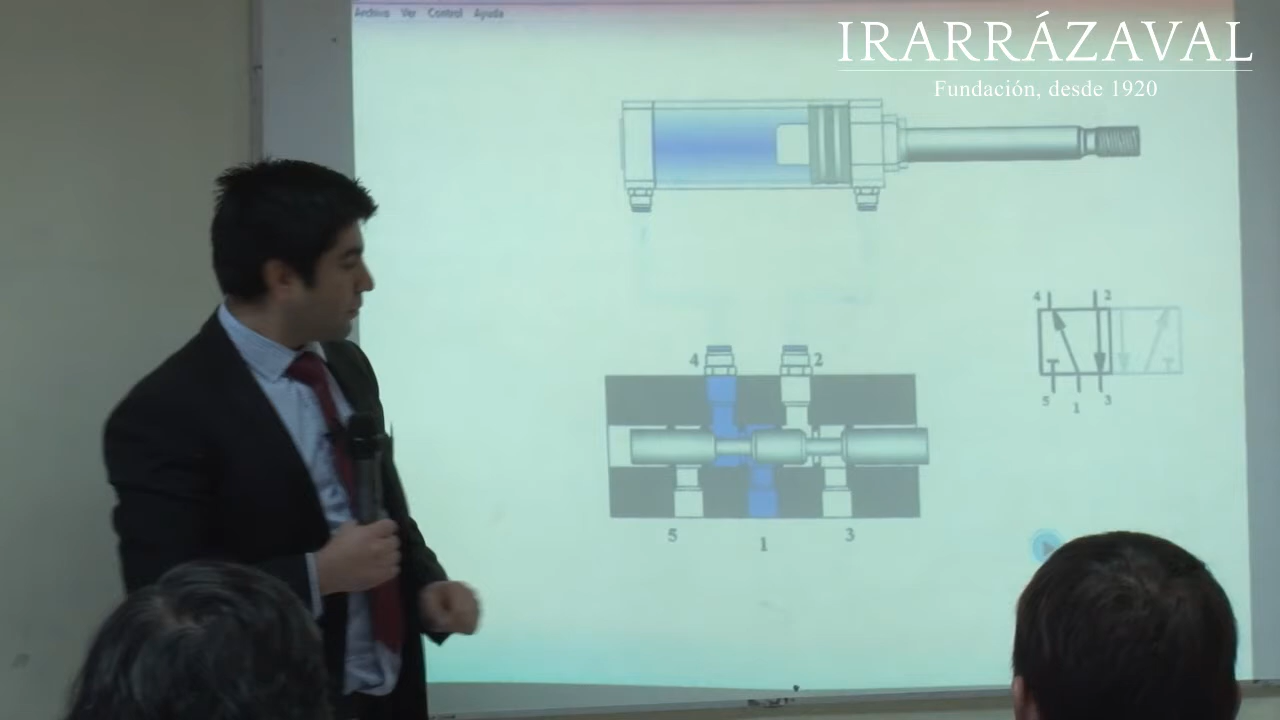 Archivo Ver Control Ayuda
IRARRÁZAVAL
Fundación, desde 1920
4 2
5 1 3
4 2
5 1 3